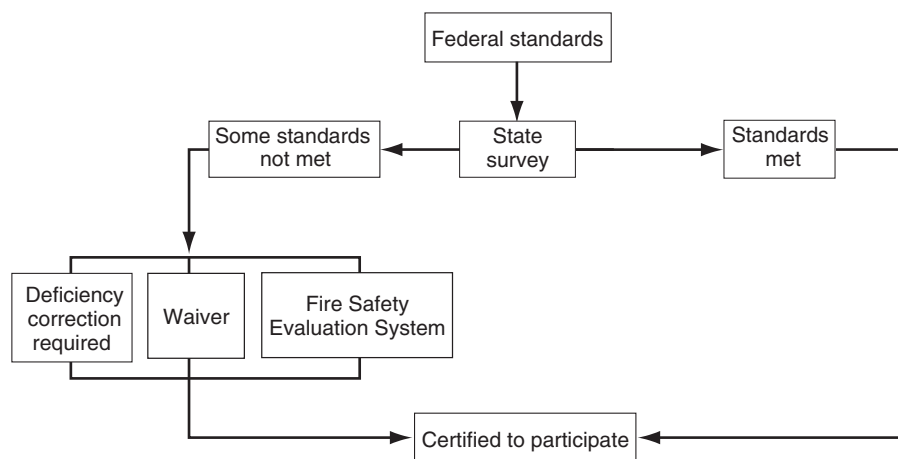 Federal standards
Some standards
not met
State
survey
Standards
met
Deficiency
correction
required
Waiver
Fire Safety
Evaluation System
Certified to participate